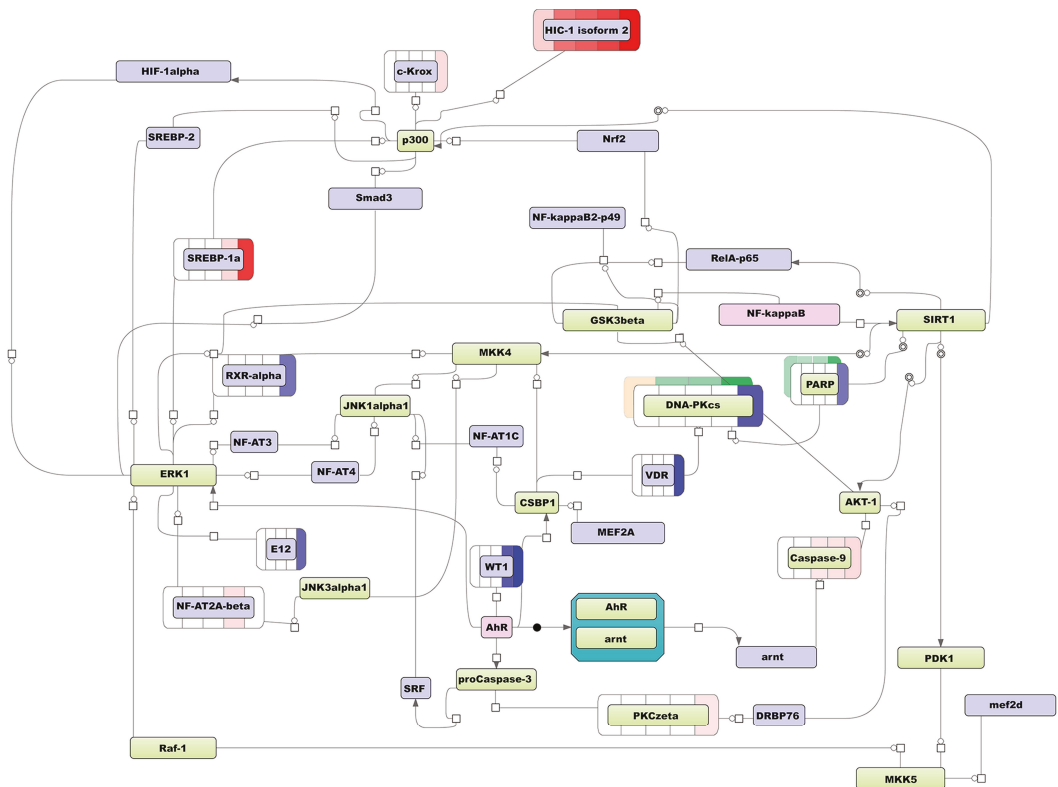 HIC-1 isoform 2
HIF-1alpha
c-Krox
SREBP-2
p300
Nrf2
Smad3
NF-kappaB2-p49
SREBP-1a
RelA-p65
GSK3beta
NF-kappaB
SIRT1
MKK4
RXR-alpha
PARP
JNK1alpha1
DNA-PKcs
NF-AT3
NF-AT1C
ERK1
NF-AT4
VDR
CSBP1
AKT-1
MEF2A
E12
Caspase-9
WT1
JNK3alpha1
NF-AT2A-beta
AhR
AhR
arnt
arnt
PDK1
proCaspase-3
SRF
PKCzeta
DRBP76
mef2d
Raf-1
MKK5